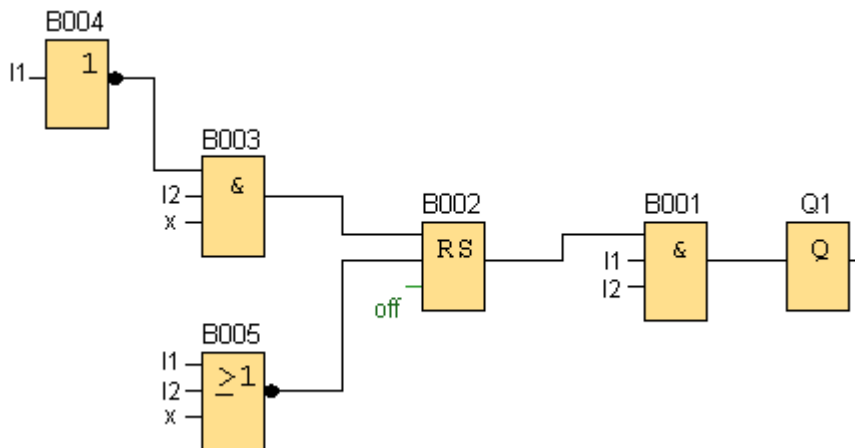 B004
I1
1
B003
I2
x
&
B002
RS
off
B001
I1
I2
&
Q1
Q
B005
I1
I2
x
≥1